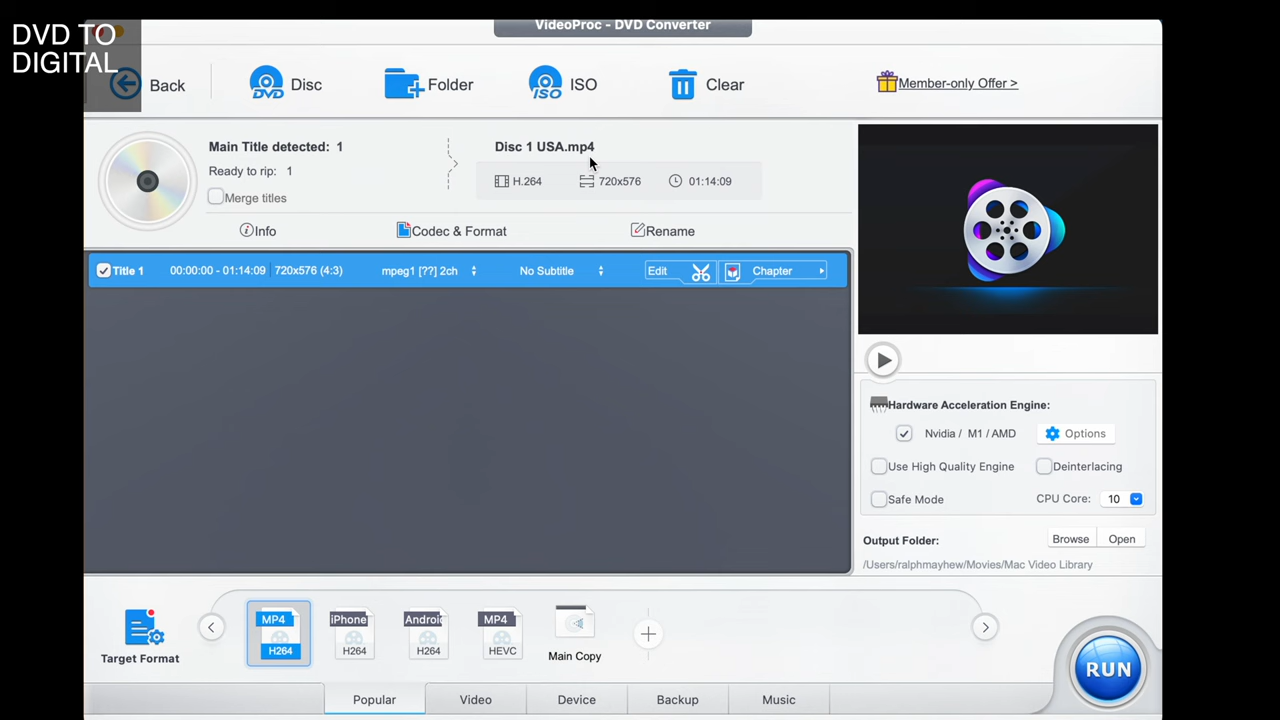 DVD TO
DIGITAL
VideoProc - DVD Converter
Back
DVD
Disc
Folder
ISO
ISO
Clear
Member-only Offer >
Main Title detected: 1
Ready to rip: 1
Merge titles
Disc 1 USA.mp4
H.264
720x576
01:14:09
Info
Codec & Format
Rename
Title 1
00:00:00 - 01:14:09
720x576 (4:3)
mpeg1 [??] 2ch
No Subtitle
Edit
Chapter
Hardware Acceleration Engine:
Nvidia / M1 / AMD
Options
Use High Quality Engine
Deinterlacing
Safe Mode
CPU Core:
10
Output Folder:
Browse
Open
/Users/ralphmayhew/Movies/Mac Video Library
Target Format
MP4
H264
iPhone
H264
Android
H264
MP4
HEVC
Main Copy
RUN
Popular
Video
Device
Backup
Music